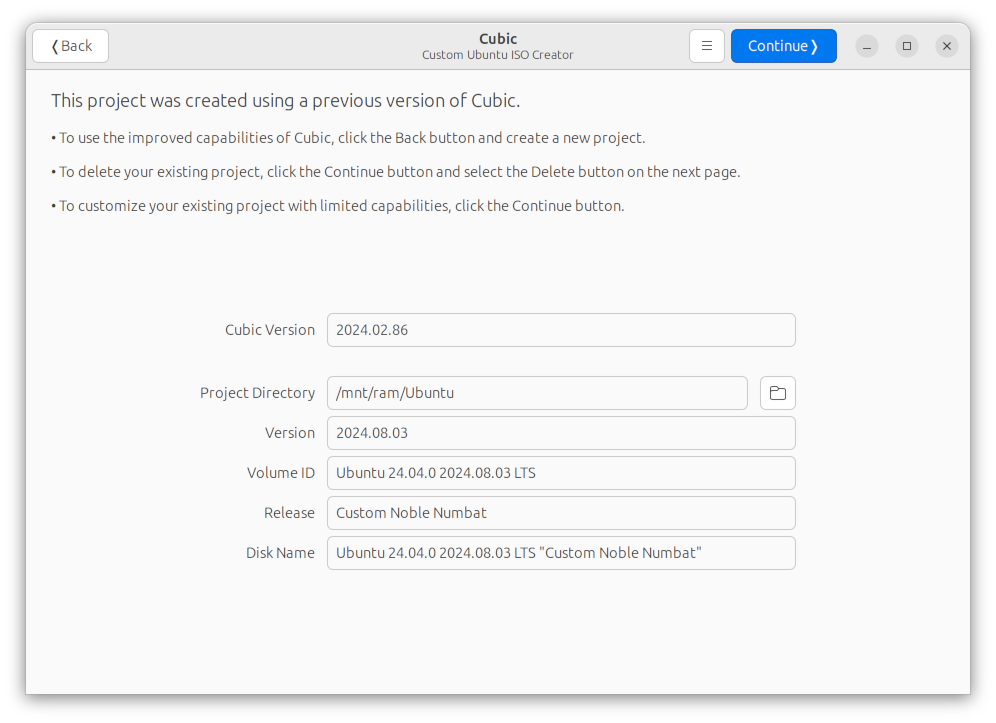 ❬Back
Cubic
Custom Ubuntu ISO Creator
Continue❭
This project was created using a previous version of Cubic.
• To use the improved capabilities of Cubic, click the Back button and create a new project.
• To delete your existing project, click the Continue button and select the Delete button on the next page.
• To customize your existing project with limited capabilities, click the Continue button.
Cubic Version 2024.02.86
Project Directory /mnt/ram/Ubuntu
Version 2024.08.03
Volume ID Ubuntu 24.04.0 2024.08.03 LTS
Release Custom Noble Numbat
Disk Name Ubuntu 24.04.0 2024.08.03 LTS "Custom Noble Numbat"